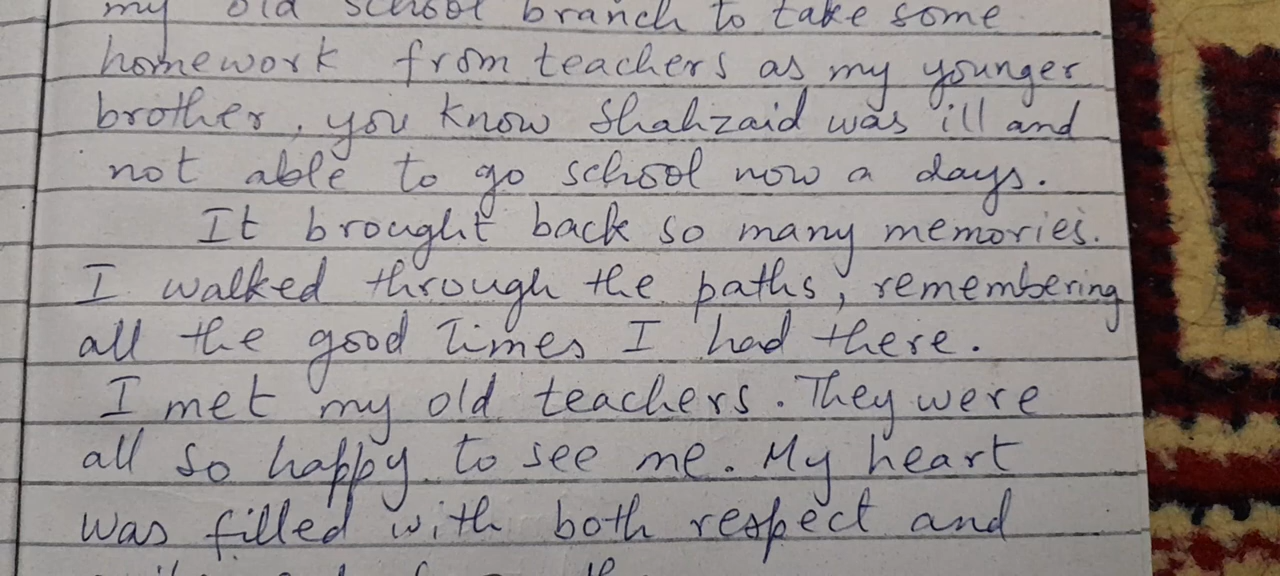 my old school branch to take some
homework from teachers as my younger
brother, you know Shahzaid was ill and
not able to go school now a days.
It brought back so many memories.
I walked through the paths, remembering
all the good Times I had there.
I met my old teachers. They were
all so happy to see me. My heart
was filled with both respect and